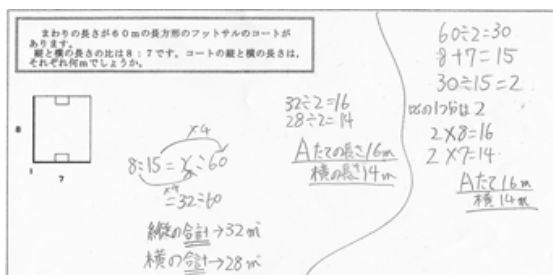 まわりの長さが60mの長方形のフットサルのコートが
あります。
縦と横の長さの比は8:7です。コートの縦と横の長さは、
それぞれ何mでしょうか。
8
7
×4
8:15=x:60
×4
=32:60
縦の合計→32㎡
横の合計→28㎡
32÷2=16
28÷2=14
Aたての長さ16m
横の長さ14m
60÷2=30
8+7=15
30÷15=2
比の1つ分は2
2×8=16
2×7=14
Aたて16m
横14m